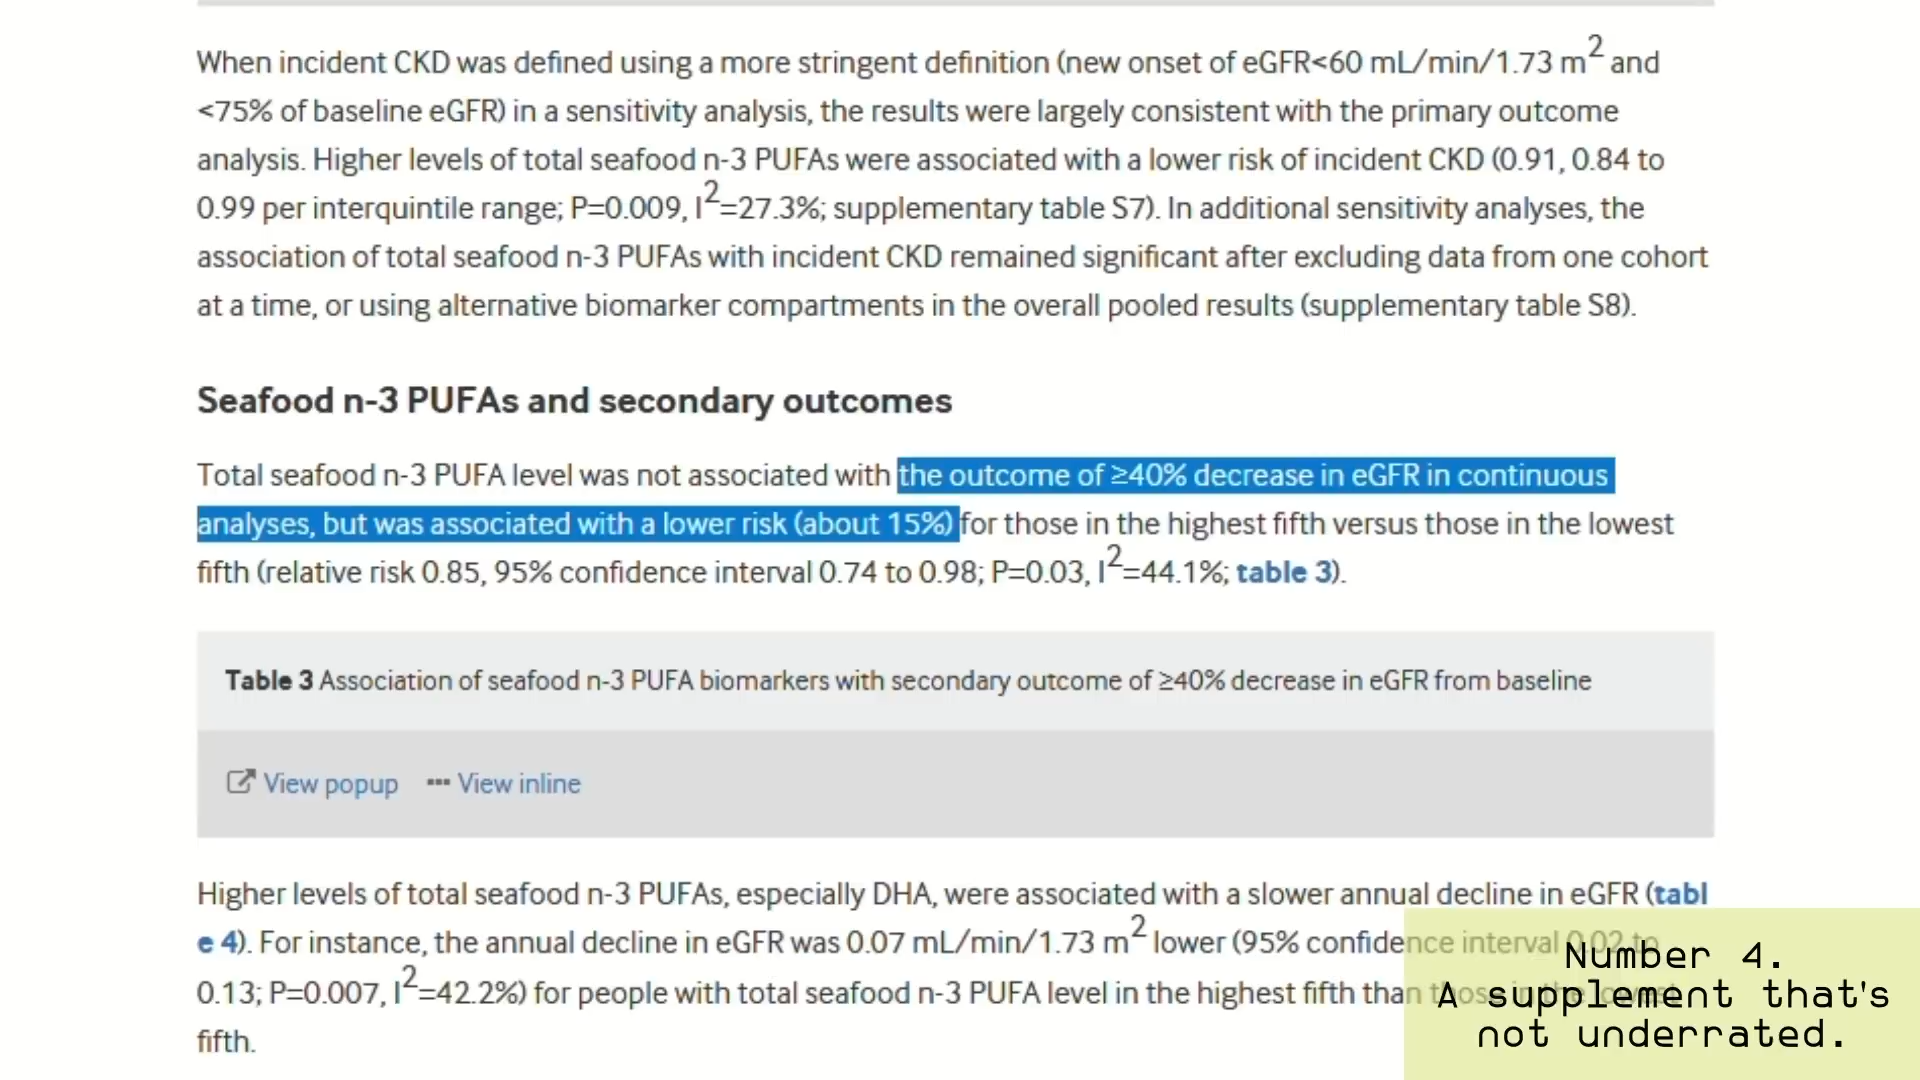 When incident CKD was defined using a more stringent definition (new onset of eGFR<60 mL/min/1.73 m2 and
<75% of baseline eGFR) in a sensitivity analysis, the results were largely consistent with the primary outcome
analysis. Higher levels of total seafood n-3 PUFAs were associated with a lower risk of incident CKD (0.91, 0.84 to
0.99 per interquintile range; P=0.009, I2=27.3%; supplementary table S7). In additional sensitivity analyses, the
association of total seafood n-3 PUFAs with incident CKD remained significant after excluding data from one cohort
at a time, or using alternative biomarker compartments in the overall pooled results (supplementary table S8).
Seafood n-3 PUFAs and secondary outcomes
Total seafood n-3 PUFA level was not associated with the outcome of ≥40% decrease in eGFR in continuous
analyses, but was associated with a lower risk (about 15%) for those in the highest fifth versus those in the lowest
fifth (relative risk 0.85, 95% confidence interval 0.74 to 0.98; P=0.03, I2=44.1%; table 3).
Table 3 Association of seafood n-3 PUFA biomarkers with secondary outcome of ≥40% decrease in eGFR from baseline
View popup ••• View inline
Higher levels of total seafood n-3 PUFAs, especially DHA, were associated with a slower annual decline in eGFR (tabl
e 4). For instance, the annual decline in eGFR was 0.07 mL/min/1.73 m2 lower (95% confidence interval 0.02 to
0.13; P=0.007, I2=42.2%) for people with total seafood n-3 PUFA level in the highest fifth than those in the lowest
fifth.
Number 4.
A supplement that's
not underrated.